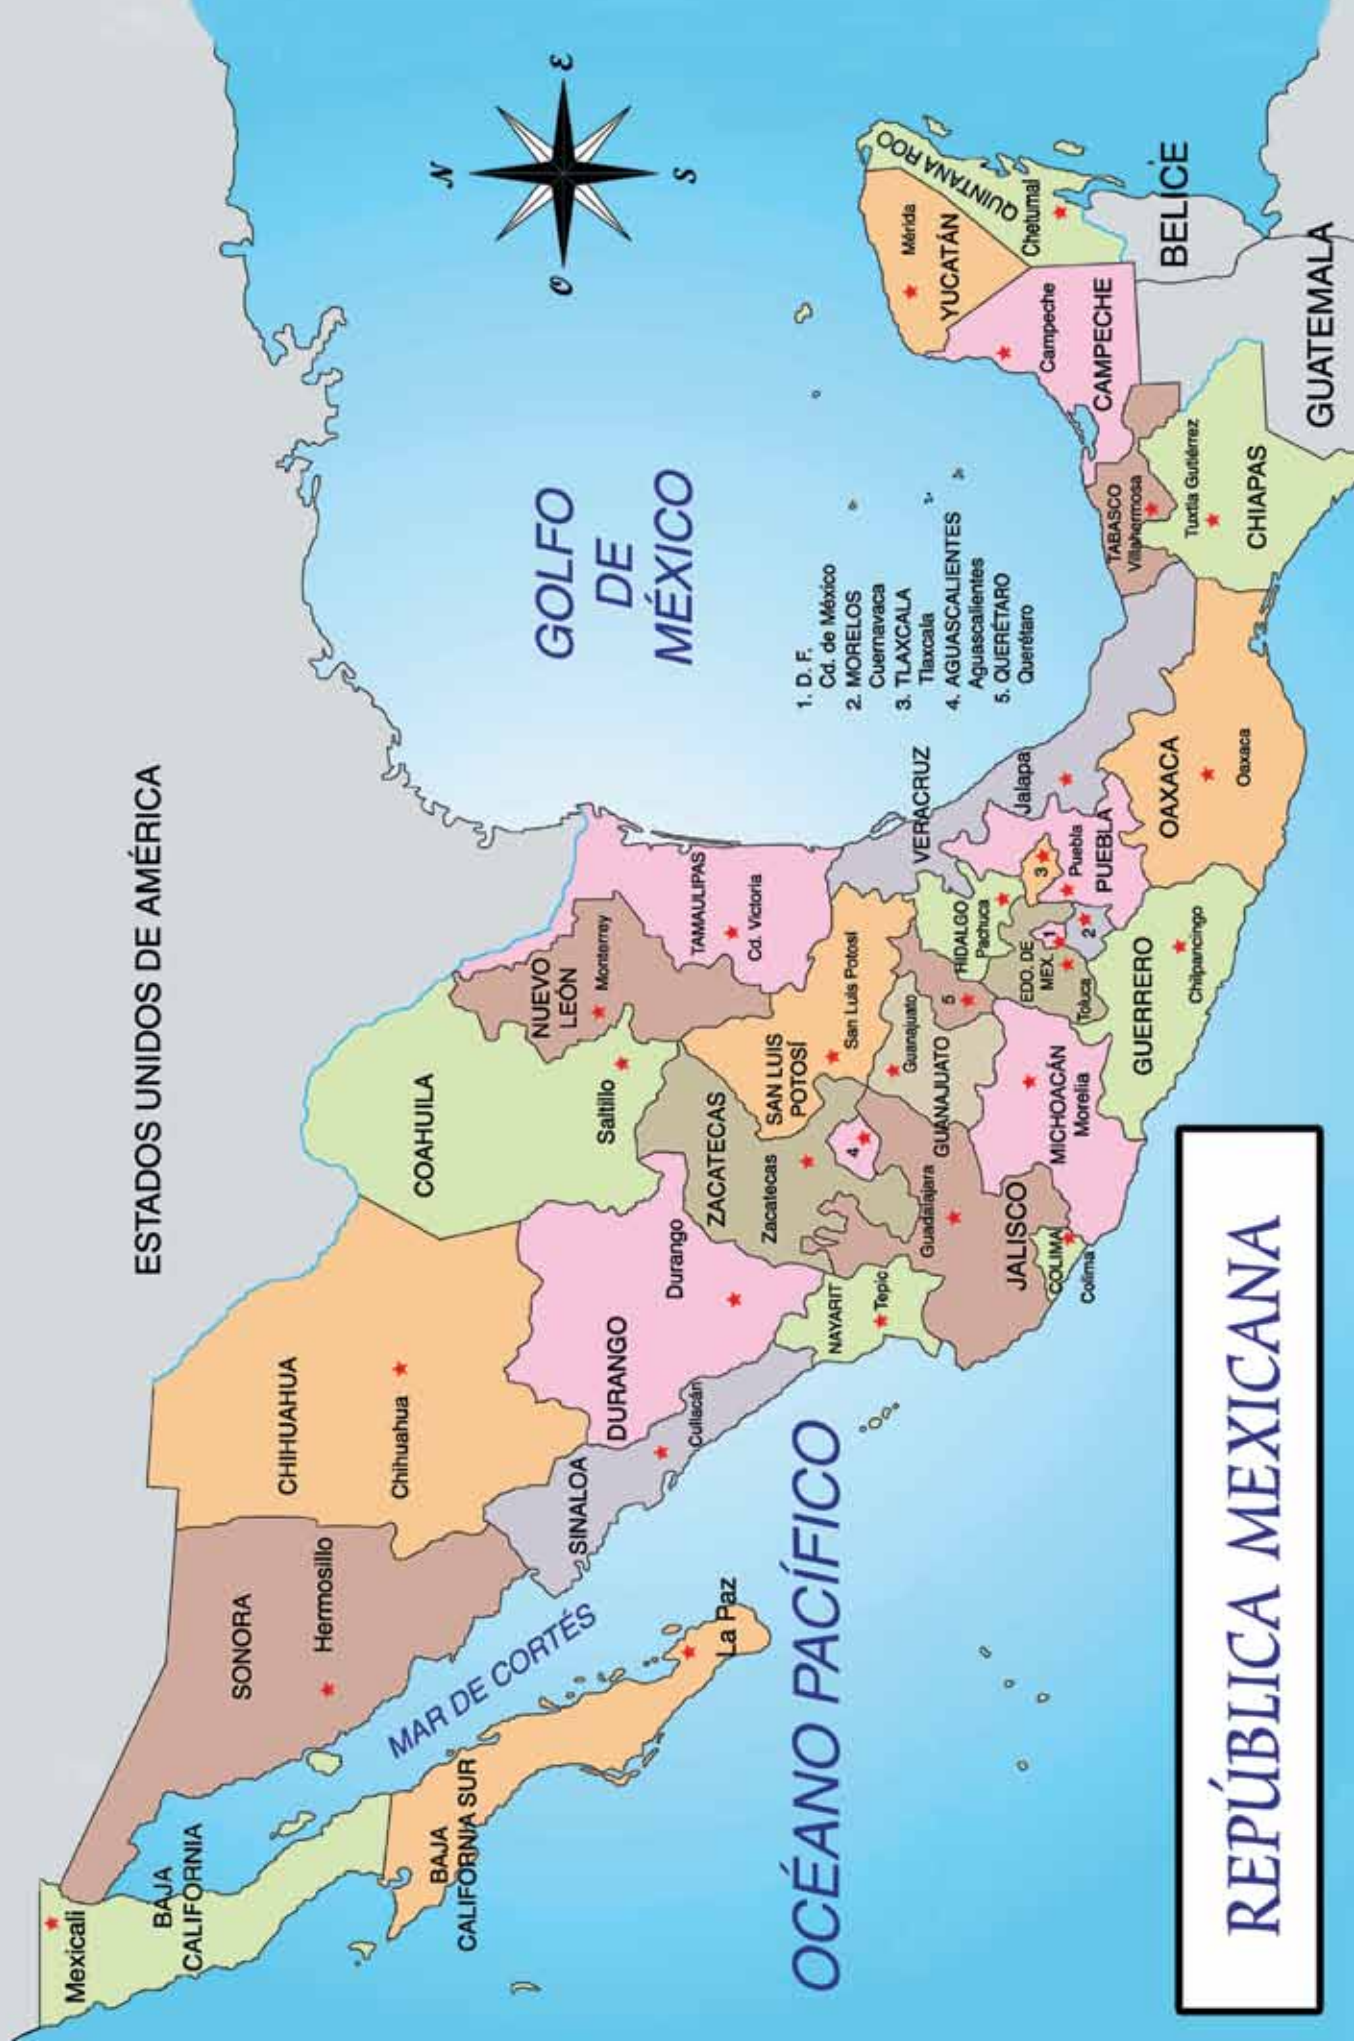 ESTADOS UNIDOS DE AMÉRICA
N
O
E
S
Mexicali
BAJA
CALIFORNIA
SONORA
Hermosillo
CHIHUAHUA
Chihuahua
COAHUILA
Saltillo
NUEVO
LEÓN
Monterrey
TAMAULIPAS
Cd. Victoria
GOLFO
DE
MÉXICO
MAR DE CORTÉS
BAJA
CALIFORNIA SUR
La Paz
SINALOA
Culiacán
DURANGO
Durango
ZACATECAS
Zacatecas
SAN LUIS
POTOSÍ
San Luis Potosí
NAYARIT
Tepic
4
GUANAJUATO
Guanajuato
5
HIDALGO
Pachuca
VERACRUZ
Jalapa
1. D. F.
Cd. de México
2. MORELOS
Cuernavaca
3. TLAXCALA
Tlaxcala
4. AGUASCALIENTES
Aguascalientes
5. QUERÉTARO
Querétaro
JALISCO
Guadalajara
COLIMA
Colima
MICHOACÁN
Morelia
EDO. DE
MEX.
Toluca
1
2
3
Puebla
PUEBLA
GUERRERO
Chilpancingo
OAXACA
Oaxaca
TABASCO
Villahermosa
Tuxtla Gutiérrez
CHIAPAS
Campeche
CAMPECHE
Mérida
YUCATÁN
QUINTANA ROO
Chetumal
BELICE
GUATEMALA
OCÉANO PACÍFICO
REPÚBLICA MEXICANA